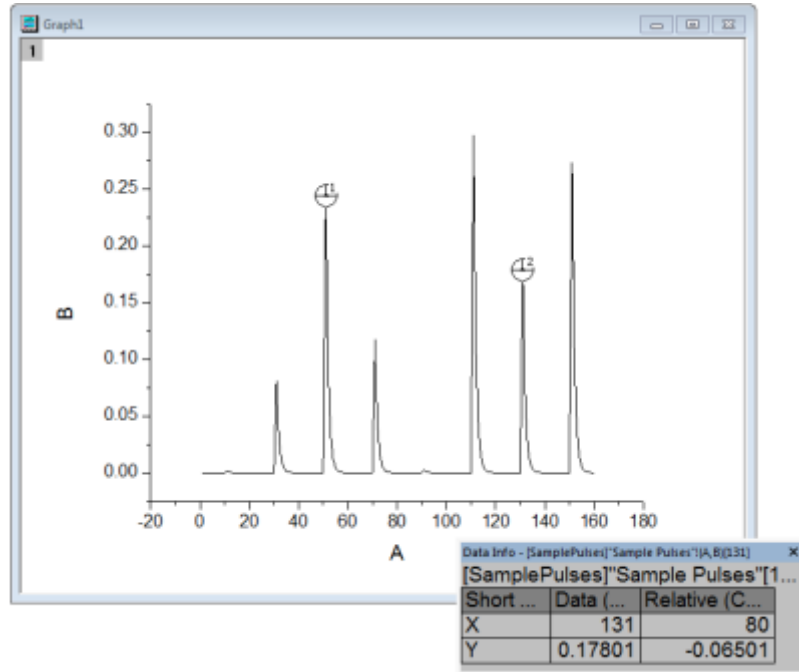 Graph1
1
0.30
0.25
0.20
0.15
0.10
0.05
0.00
B
1
2
-20 0 20 40 60 80 100 120 140 160 180
A
Data Info - [SamplePulses]"Sample Pulses"!(A,B)[131]
[SamplePulses]"Sample Pulses"[1...
Short ... Data (... Relative (C...
X 131 80
Y 0.17801 -0.06501